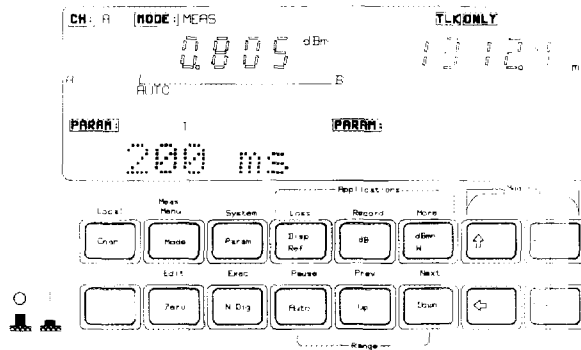 CH: A MODE: MEAS TLK ONLY
0.805 dBm
A B
AUTO
PARAM: 1 PARAM:
200 ms
Applications
Local Meas Menu System Loss Record More
Chan Mode Param Disp Ref dB dBm W
Edit Exec Pause Prev Next
Zero N Dig Auto Up Down
Range